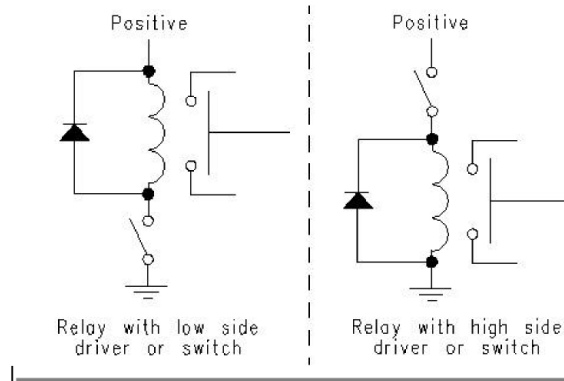 Positive
Relay with low side
driver or switch
Positive
Relay with high side
driver or switch